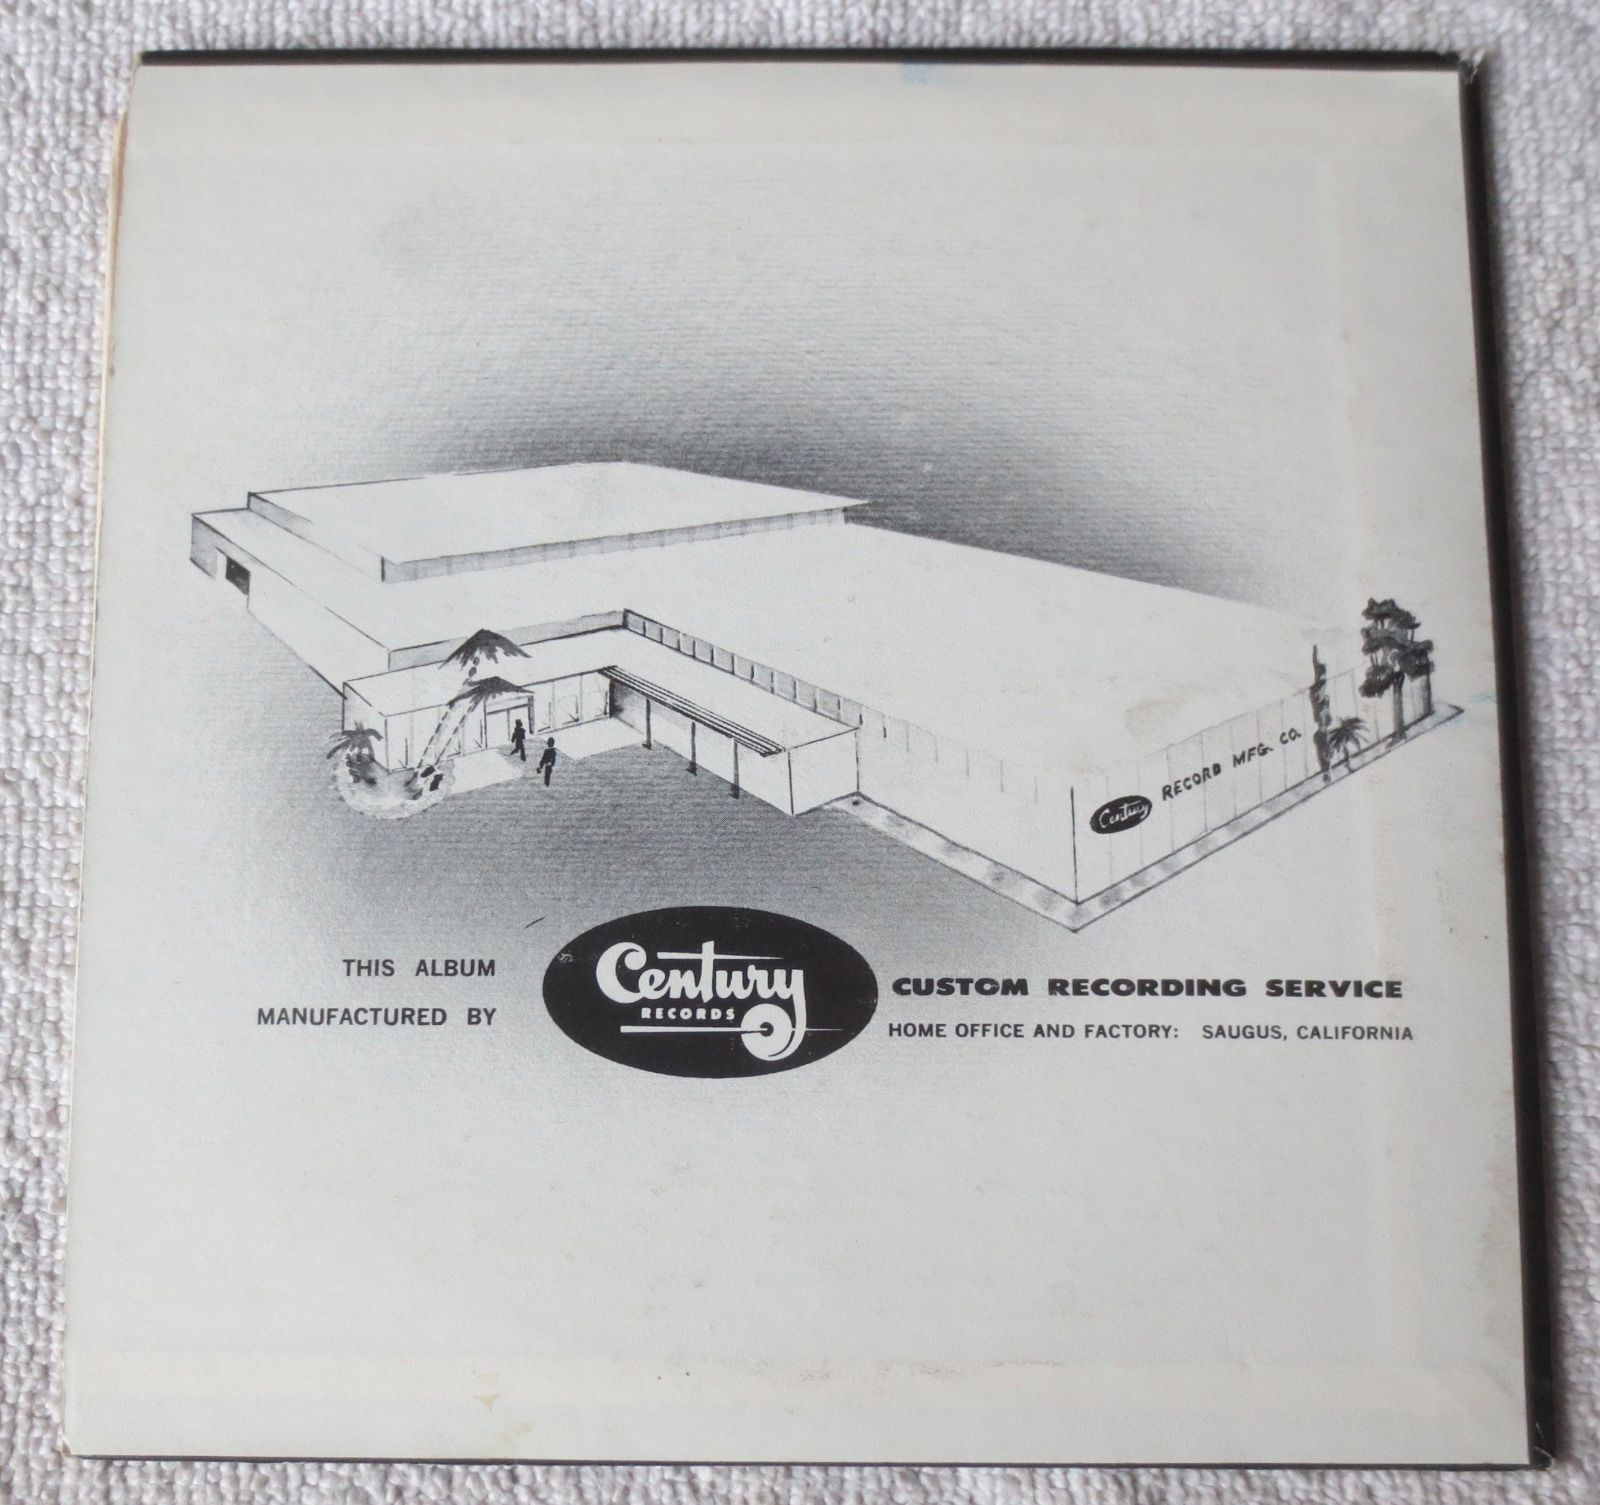 Century RECORD MFG. CO.
THIS ALBUM
MANUFACTURED BY
Century
RECORDS
CUSTOM RECORDING SERVICE
HOME OFFICE AND FACTORY: SAUGUS, CALIFORNIA